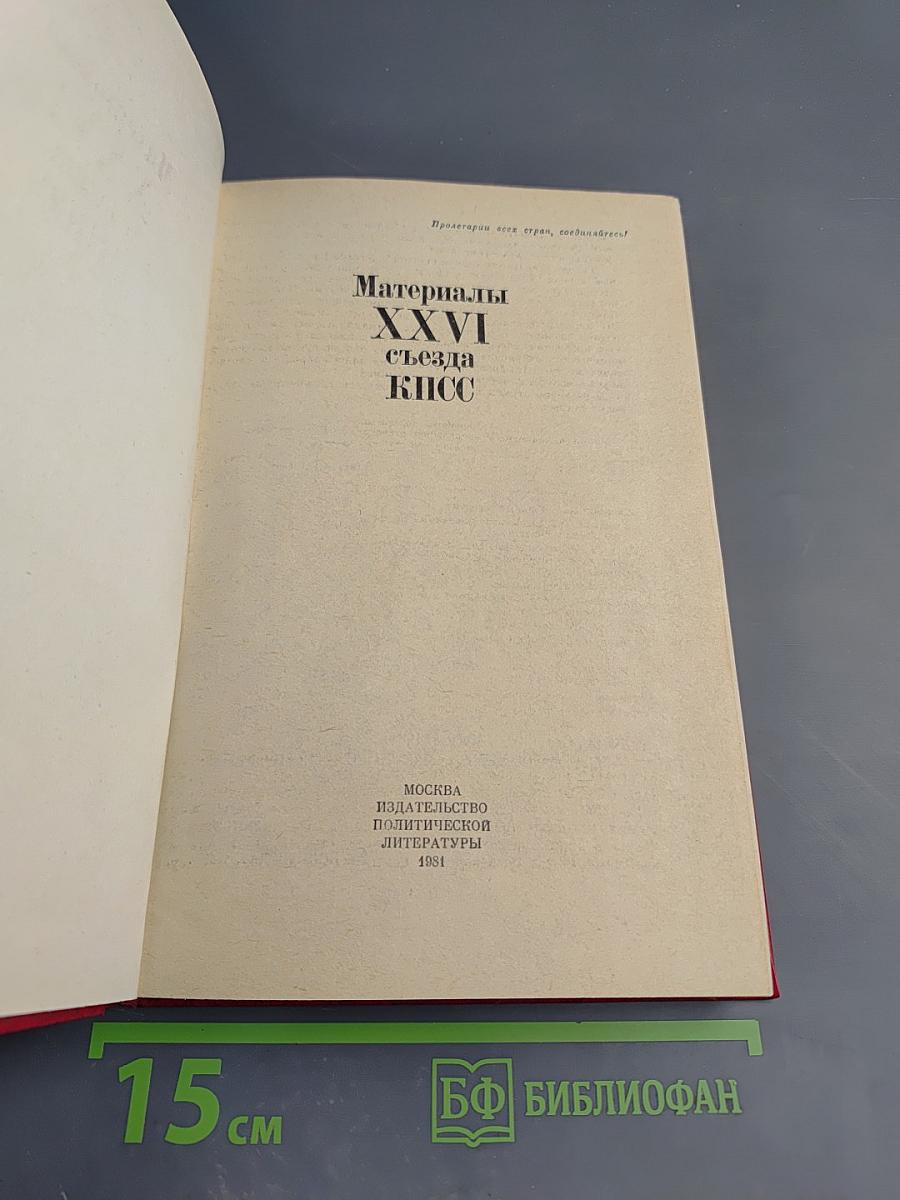 Пролетарии всех стран, соединяйтесь!
Материалы
XXVI
съезда
КПСС
МОСКВА
ИЗДАТЕЛЬСТВО
ПОЛИТИЧЕСКОЙ
ЛИТЕРАТУРЫ
1981
15 см
БФ БИБЛИОФАН